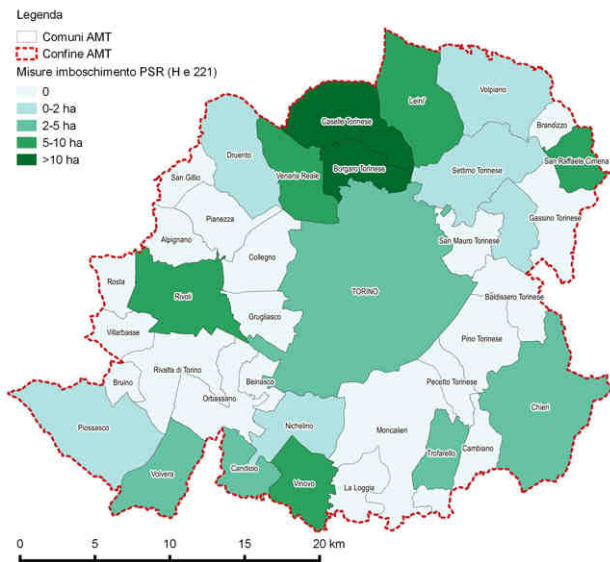 Legenda
Comuni AMT
Confine AMT
Misure imboschimento PSR (H e 221)
0
0-2 ha
2-5 ha
5-10 ha
>10 ha
Volpiano
Leinì
Caselle Torinese
Brandizzo
San Raffaele Cimena
Druento
Borgaro Torinese
Settimo Torinese
Venaria Reale
San Gillio
Pianezza
Gassino Torinese
Alpignano
San Mauro Torinese
Collegno
Rosta
TORINO
Rivoli
Baldissero Torinese
Grugliasco
Villarbasse
Pino Torinese
Rivalta di Torino
Bruino
Beinasco
Pecetto Torinese
Orbassano
Piossasco
Chieri
Nichelino
Moncalieri
Trofarello
Cambiano
Volvera
Candiolo
Vinovo
La Loggia
0 5 10 15 20 km